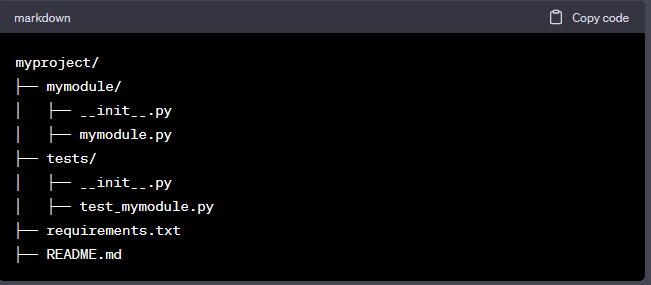 markdown
Copy code
myproject/
├── mymodule/
│   ├── __init__.py
│   ├── mymodule.py
├── tests/
│   ├── __init__.py
│   ├── test_mymodule.py
├── requirements.txt
├── README.md